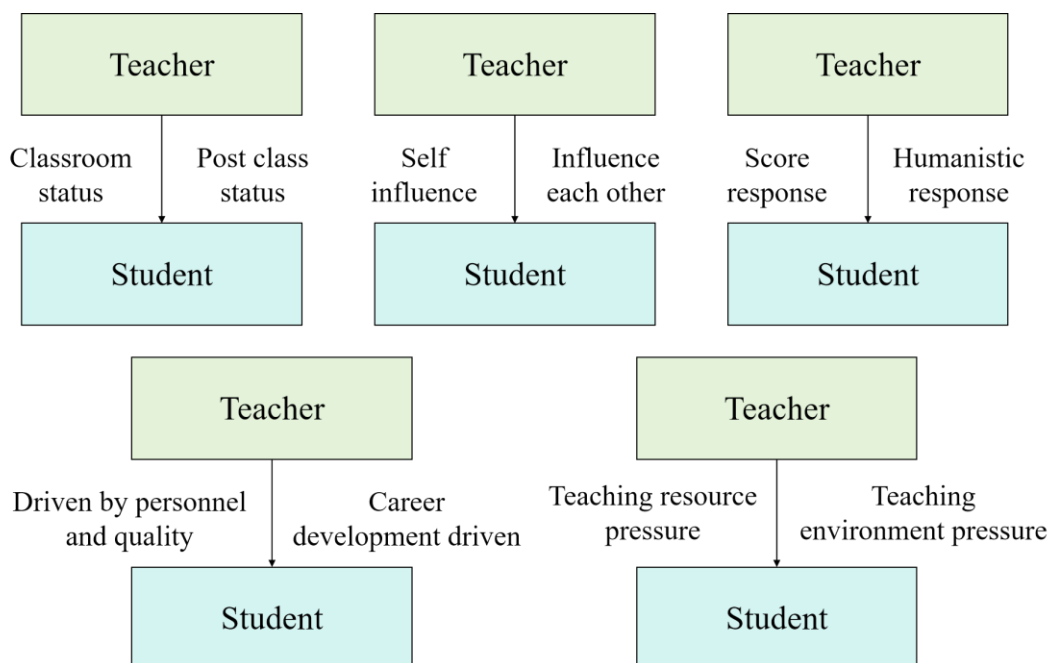 Teacher
Classroom
status
Post class
status
Student
Teacher
Self
influence
Influence
each other
Student
Teacher
Score
response
Humanistic
response
Student
Teacher
Driven by personnel
and quality
Career
development driven
Student
Teacher
Teaching resource
pressure
Teaching
environment pressure
Student